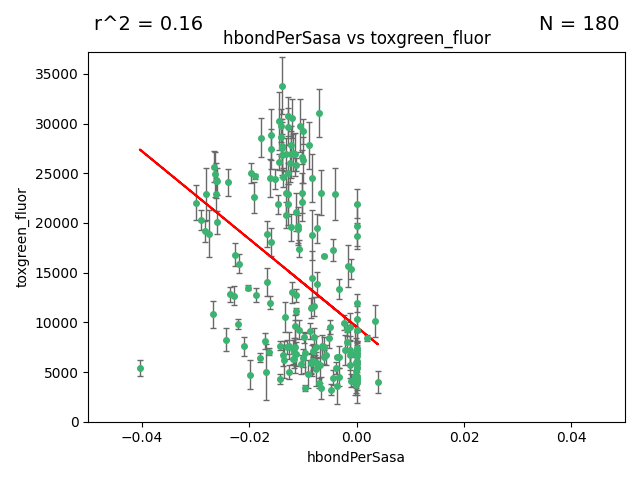 r^2 = 0.16
N = 180
hbondPerSasa vs toxgreen_fluor
35000
30000
25000
20000
15000
10000
5000
0
toxgreen_fluor
−0.04
−0.02
0.00
0.02
0.04
hbondPerSasa